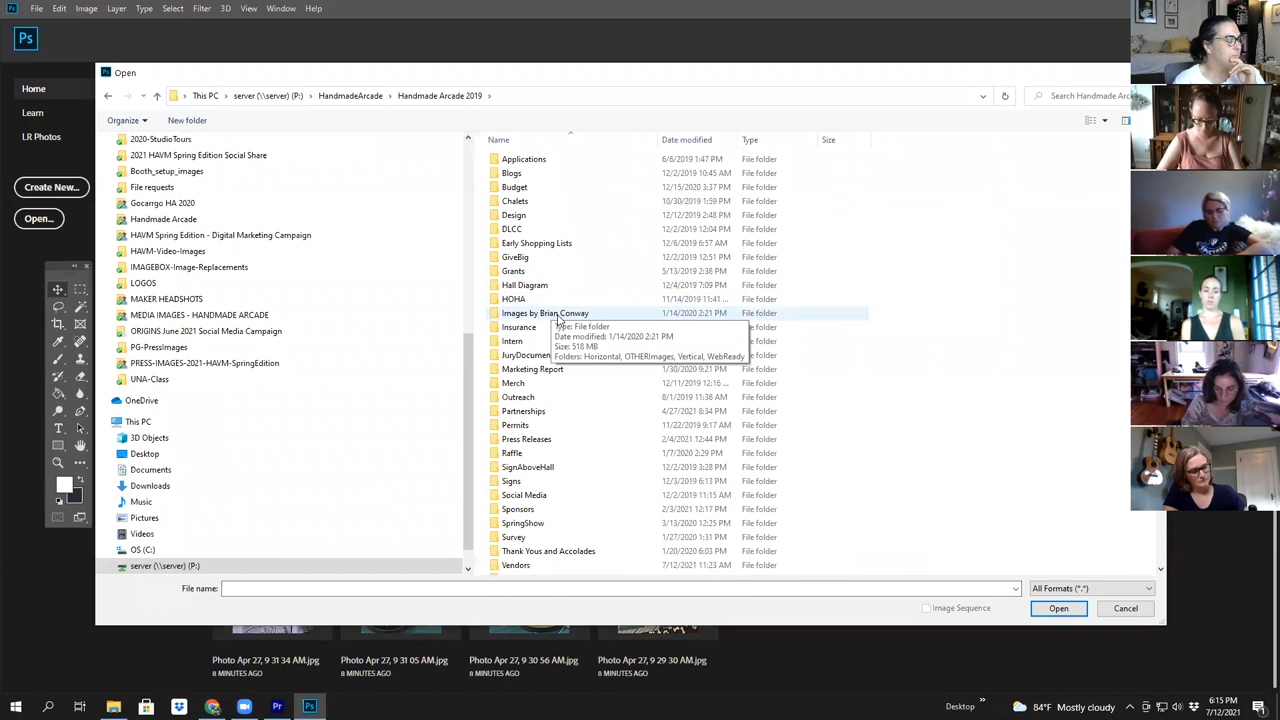 Ps File Edit Image Layer Type Select Filter 3D View Window Help
Ps
Home
Learn
LR Photos
Create New...
Open...
Ps Open
This PC > server (\\server) (P:) > HandmadeArcade > Handmade Arcade 2019 >
Search Handmade Arc
Organize
New folder
2020-StudioTours
2021 HAVM Spring Edition Social Share
Booth_setup_images
File requests
Gocarrgo HA 2020
Handmade Arcade
HAVM Spring Edition - Digital Marketing Campaign
HAVM-Video-Images
IMAGEBOX-Image-Replacements
LOGOS
MAKER HEADSHOTS
MEDIA IMAGES - HANDMADE ARCADE
ORIGINS June 2021 Social Media Campaign
PG-PressImages
PRESS-IMAGES-2021-HAVM-SpringEdition
UNA-Class
OneDrive
This PC
3D Objects
Desktop
Documents
Downloads
Music
Pictures
Videos
OS (C:)
server (\\server) (P:)
Name Date modified Type Size
Applications 6/6/2019 1:47 PM File folder
Blogs 12/2/2019 10:45 AM File folder
Budget 12/15/2020 3:37 PM File folder
Chalets 10/30/2019 1:59 PM File folder
Design 12/12/2019 2:48 PM File folder
DLCC 12/2/2019 12:04 PM File folder
Early Shopping Lists 12/6/2019 6:57 AM File folder
GiveBig 12/2/2019 12:51 PM File folder
Grants 5/13/2019 2:38 PM File folder
Hall Diagram 12/4/2019 7:09 PM File folder
HOHA 11/14/2019 11:41 ... File folder
Images by Brian Conway 1/14/2020 2:21 PM File folder
Insurance
Type: File folder
Date modified: 1/14/2020 2:21 PM
Size: 518 MB
Folders: Horizontal, OTHERImages, Vertical, WebReady
Intern
JuryDocumen
Marketing Report 1/30/2020 9:21 PM File folder
Merch 12/11/2019 12:16 ... File folder
Outreach 8/1/2019 11:36 AM File folder
Partnerships 4/27/2021 8:34 PM File folder
Permits 11/22/2019 9:17 AM File folder
Press Releases 2/4/2021 12:44 PM File folder
Raffle 1/7/2020 2:29 PM File folder
SignAboveHall 12/2/2019 3:28 PM File folder
Signs 12/3/2019 6:13 PM File folder
Social Media 12/2/2019 11:15 AM File folder
Sponsors 2/3/2021 12:17 PM File folder
SpringShow 3/13/2020 12:25 PM File folder
Survey 1/27/2020 1:31 PM File folder
Thank Yous and Accolades 1/20/2020 6:03 PM File folder
Vendors 7/12/2021 11:23 AM File folder
File name:
All Formats (*.*)
Image Sequence
Open
Cancel
Photo Apr 27, 9 31 34 AM.jpg Photo Apr 27, 9 31 05 AM.jpg Photo Apr 27, 9 30 56 AM.jpg Photo Apr 27, 9 29 30 AM.jpg
8 MINUTES AGO 8 MINUTES AGO 8 MINUTES AGO 8 MINUTES AGO
Pr Ps
Desktop
84°F Mostly cloudy
6:15 PM
7/12/2021